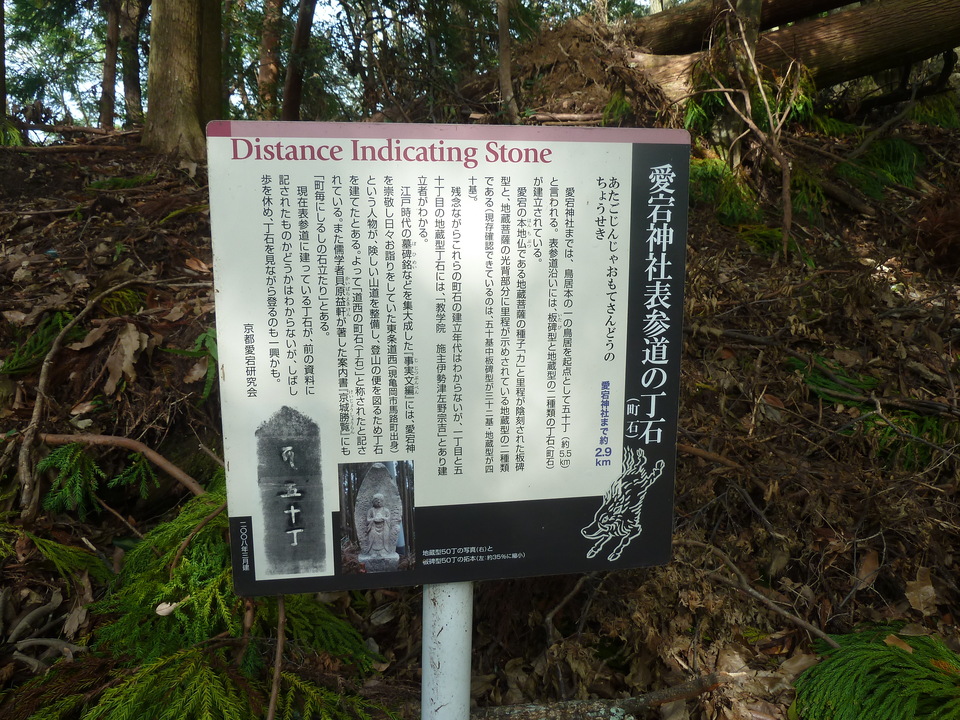 Distance Indicating Stone
愛宕神社表参道の丁石
(町石)
あたごじんじゃおもてさんどうの
ちょうせき
愛宕神社まで約2.9km
愛宕神社までは、鳥居本の一の鳥居を起点として五十丁(約5.5km)
と言われる。表参道沿いには、板碑型と地蔵型の二種類の丁石(町石)
が建立されている。
愛宕の本地仏である地蔵菩薩の種子「カ」と里程が陰刻された板碑
型と、地蔵菩薩の光背部分に里程が示めされている地蔵型の二種類
である(現存確認できているのは、五十基中板碑型が三十二基・地蔵型が四
十基)。
残念ながらこれらの町石の建立年代はわからないが、一丁目と五
十丁目の地蔵型丁石には、「教学院 施主伊勢津左野宗吉」とあり建
立者がわかる。
江戸時代の墓碑銘などを集大成した「事実文編」には、愛宕神
を崇敬し日々お詣りをしていた東条道西(現亀岡市馬路町出身)
という人物が、険しい山道を整備し、登山の便を図るため丁石
を建てたとある。よって「道西の町石(丁石)」と称されたと記さ
れている。また儒学者貝原益軒が著した案内書「京城勝覧」にも
「町毎にしるしの石立たり」とある。
現在表参道に建っている丁石が、前の資料に
記されたものかどうかはわからないが、しばし
歩を休め、丁石を見ながら登るのも一興かも。
京都愛宕研究会
五十丁
地蔵型50丁の写真(右)と
板碑型50丁の拓本(左:約35%に縮小)
二〇〇八年三月建